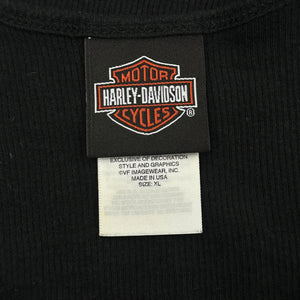 MOTOR
HARLEY-DAVIDSON
CYCLES
®
EXCLUSIVE OF DECORATION
STYLE AND GRAPHICS
©VF IMAGEWEAR, INC.
MADE IN USA
SIZE: XL